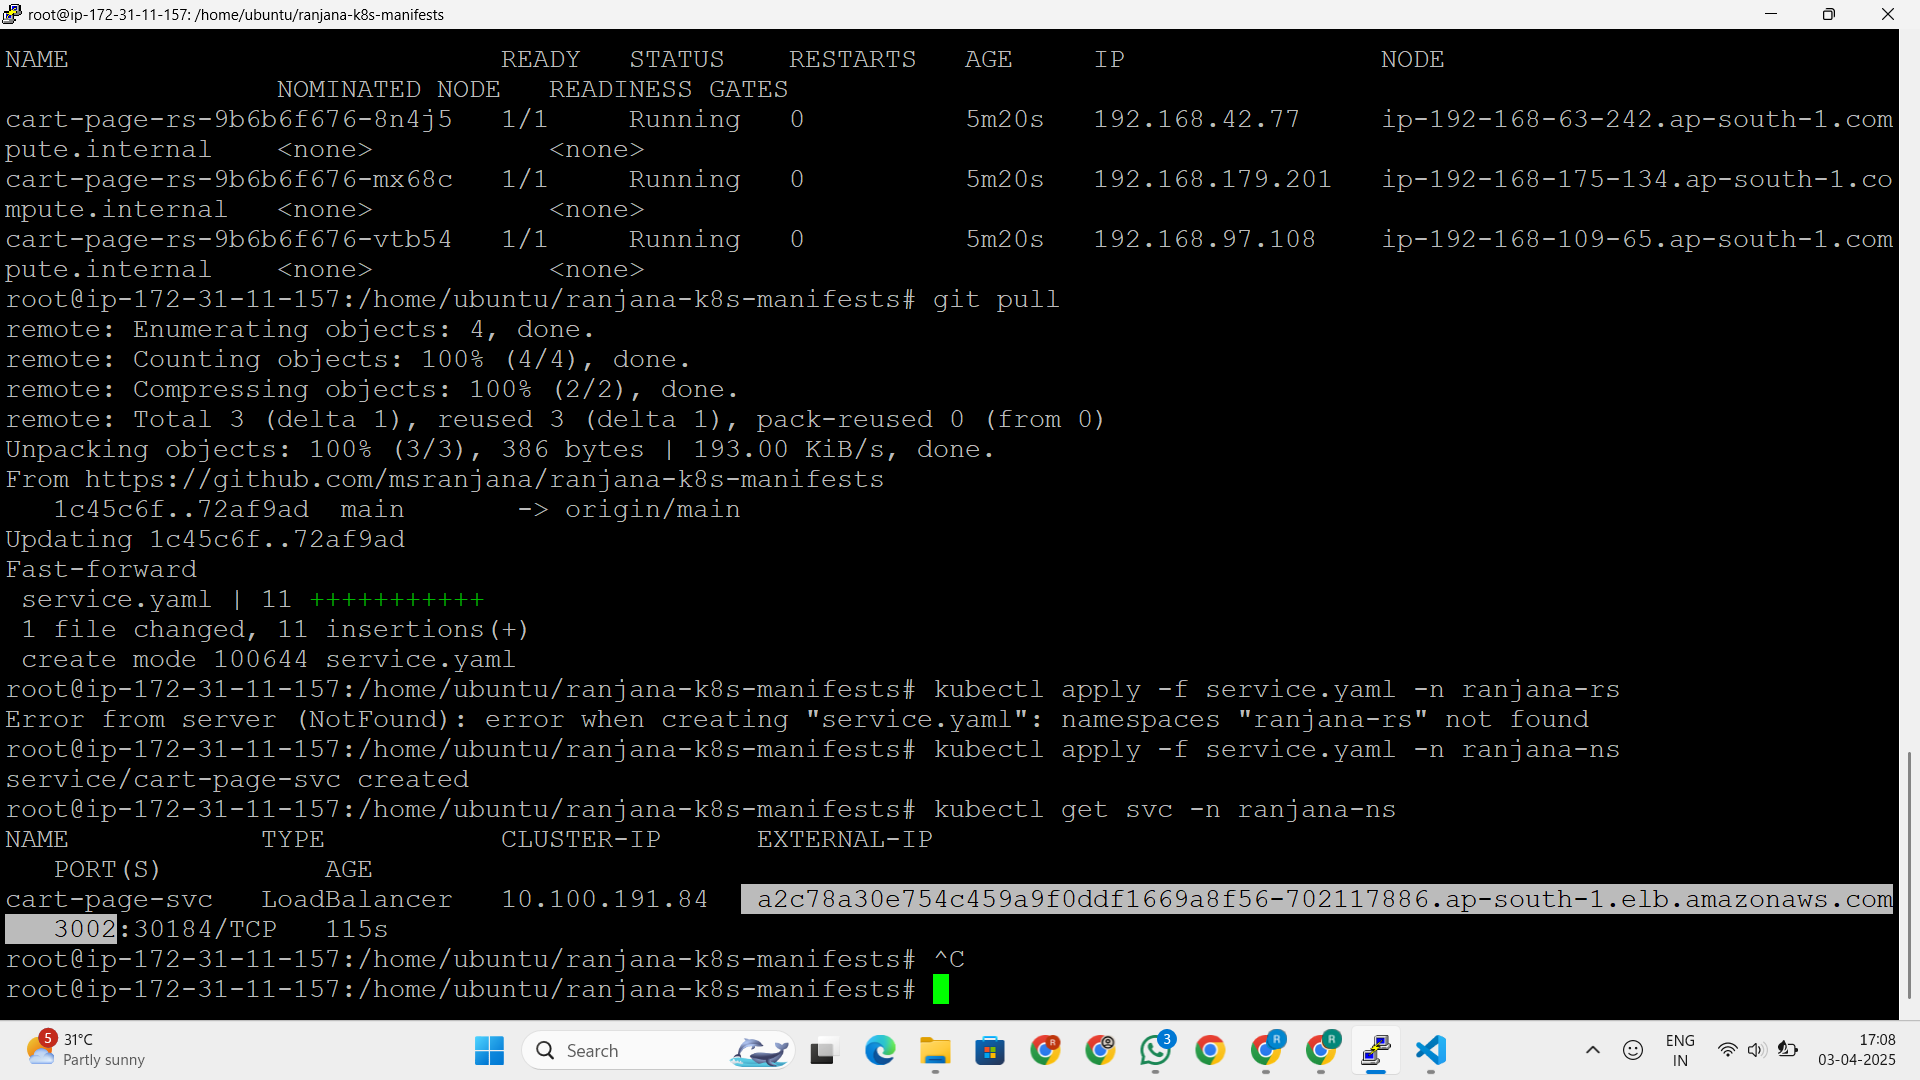 root@ip-172-31-11-157: /home/ubuntu/ranjana-k8s-manifests
NAME READY STATUS RESTARTS AGE IP NODE
NOMINATED NODE READINESS GATES
cart-page-rs-9b6b6f676-8n4j5 1/1 Running 0 5m20s 192.168.42.77 ip-192-168-63-242.ap-south-1.com
pute.internal <none> <none>
cart-page-rs-9b6b6f676-mx68c 1/1 Running 0 5m20s 192.168.179.201 ip-192-168-175-134.ap-south-1.co
mpute.internal <none> <none>
cart-page-rs-9b6b6f676-vtb54 1/1 Running 0 5m20s 192.168.97.108 ip-192-168-109-65.ap-south-1.com
pute.internal <none> <none>
root@ip-172-31-11-157:/home/ubuntu/ranjana-k8s-manifests# git pull
remote: Enumerating objects: 4, done.
remote: Counting objects: 100% (4/4), done.
remote: Compressing objects: 100% (2/2), done.
remote: Total 3 (delta 1), reused 3 (delta 1), pack-reused 0 (from 0)
Unpacking objects: 100% (3/3), 386 bytes | 193.00 KiB/s, done.
From https://github.com/msranjana/ranjana-k8s-manifests
1c45c6f..72af9ad main -> origin/main
Updating 1c45c6f..72af9ad
Fast-forward
service.yaml | 11 +++++++++++
1 file changed, 11 insertions(+)
create mode 100644 service.yaml
root@ip-172-31-11-157:/home/ubuntu/ranjana-k8s-manifests# kubectl apply -f service.yaml -n ranjana-rs
Error from server (NotFound): error when creating "service.yaml": namespaces "ranjana-rs" not found
root@ip-172-31-11-157:/home/ubuntu/ranjana-k8s-manifests# kubectl apply -f service.yaml -n ranjana-ns
service/cart-page-svc created
root@ip-172-31-11-157:/home/ubuntu/ranjana-k8s-manifests# kubectl get svc -n ranjana-ns
NAME TYPE CLUSTER-IP EXTERNAL-IP
PORT(S) AGE
cart-page-svc LoadBalancer 10.100.191.84 a2c78a30e754c459a9f0ddf1669a8f56-702117886.ap-south-1.elb.amazonaws.com
3002:30184/TCP 115s
root@ip-172-31-11-157:/home/ubuntu/ranjana-k8s-manifests# ^C
root@ip-172-31-11-157:/home/ubuntu/ranjana-k8s-manifests#
5 31°C
Partly sunny
Search
R
3
R
R
ENG
IN
17:08
03-04-2025